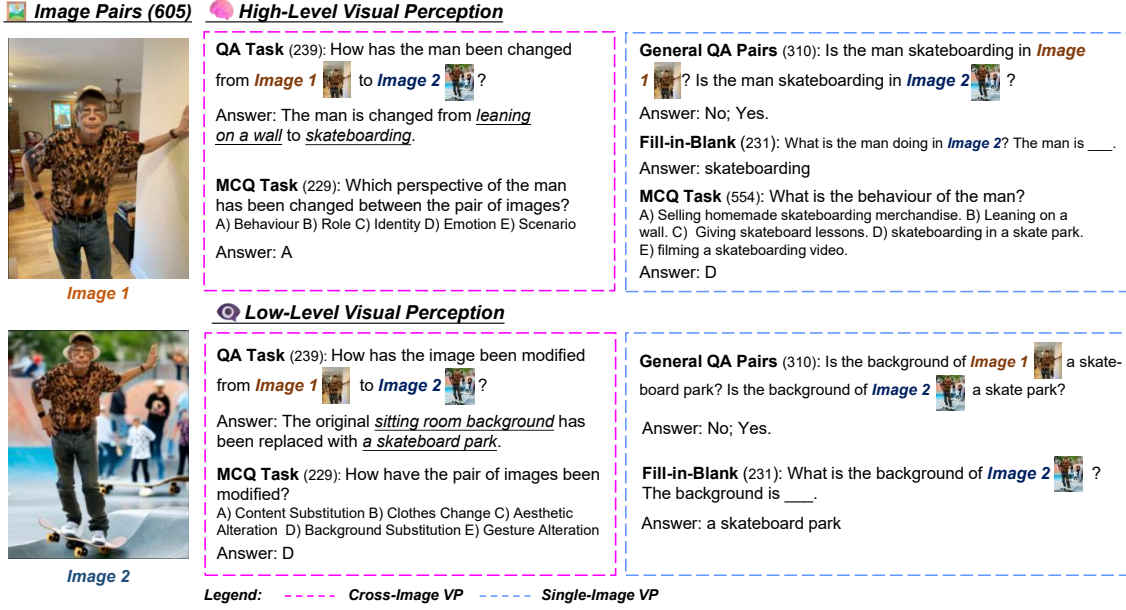 Image Pairs (605)
High-Level Visual Perception
QA Task (239): How has the man been changed
from Image 1 to Image 2 ?
Answer: The man is changed from leaning
on a wall to skateboarding.
MCQ Task (229): Which perspective of the man
has been changed between the pair of images?
A) Behaviour B) Role C) Identity D) Emotion E) Scenario
Answer: A
General QA Pairs (310): Is the man skateboarding in Image
1 ? Is the man skateboarding in Image 2 ?
Answer: No; Yes.
Fill-in-Blank (231): What is the man doing in Image 2? The man is ___.
Answer: skateboarding
MCQ Task (554): What is the behaviour of the man?
A) Selling homemade skateboarding merchandise. B) Leaning on a
wall. C) Giving skateboard lessons. D) skateboarding in a skate park.
E) filming a skateboarding video.
Answer: D
Image 1
Low-Level Visual Perception
QA Task (239): How has the image been modified
from Image 1 to Image 2 ?
Answer: The original sitting room background has
been replaced with a skateboard park.
MCQ Task (229): How have the pair of images been
modified?
A) Content Substitution B) Clothes Change C) Aesthetic
Alteration D) Background Substitution E) Gesture Alteration
Answer: D
General QA Pairs (310): Is the background of Image 1 a skate-
board park? Is the background of Image 2 a skate park?
Answer: No; Yes.
Fill-in-Blank (231): What is the background of Image 2 ?
The background is ___.
Answer: a skateboard park
Image 2
Legend: Cross-Image VP Single-Image VP